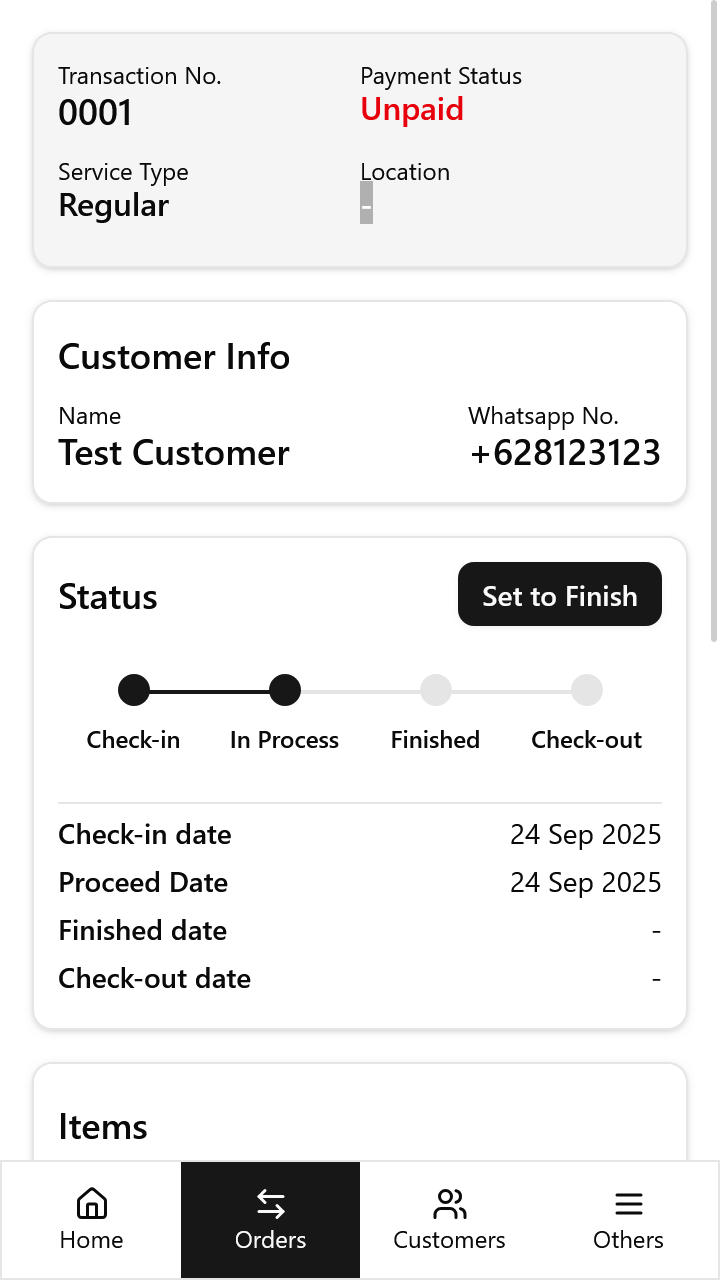 Transaction No.
Payment Status
0001
Unpaid
Service Type
Location
Regular
-
Customer Info
Name
Whatsapp No.
Test Customer
+628123123
Status
Set to Finish
Check-in
In Process
Finished
Check-out
Check-in date
24 Sep 2025
Proceed Date
24 Sep 2025
Finished date
-
Check-out date
-
Items
Home
Orders
Customers
Others